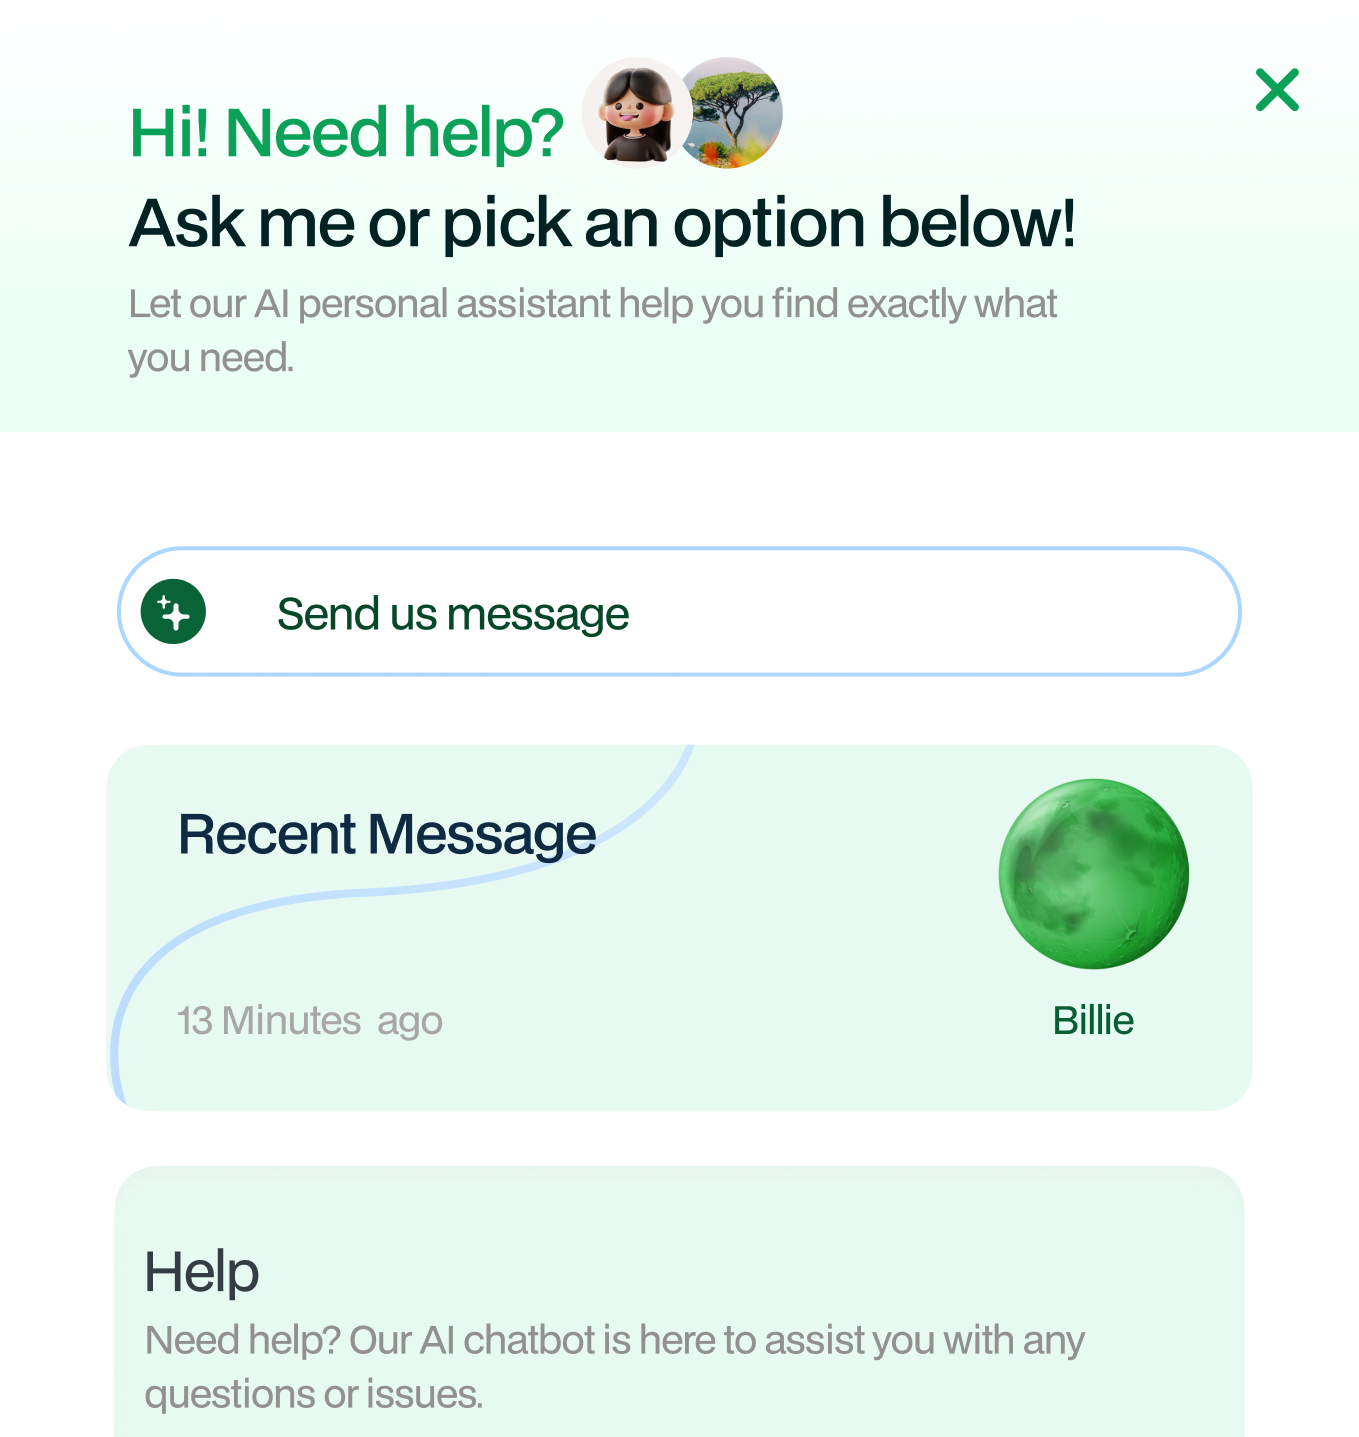 Hi! Need help?
Ask me or pick an option below!
Let our AI personal assistant help you find exactly what
you need.
Send us message
Recent Message
13 Minutes  ago
Billie
Help
Need help? Our AI chatbot is here to assist you with any
questions or issues.